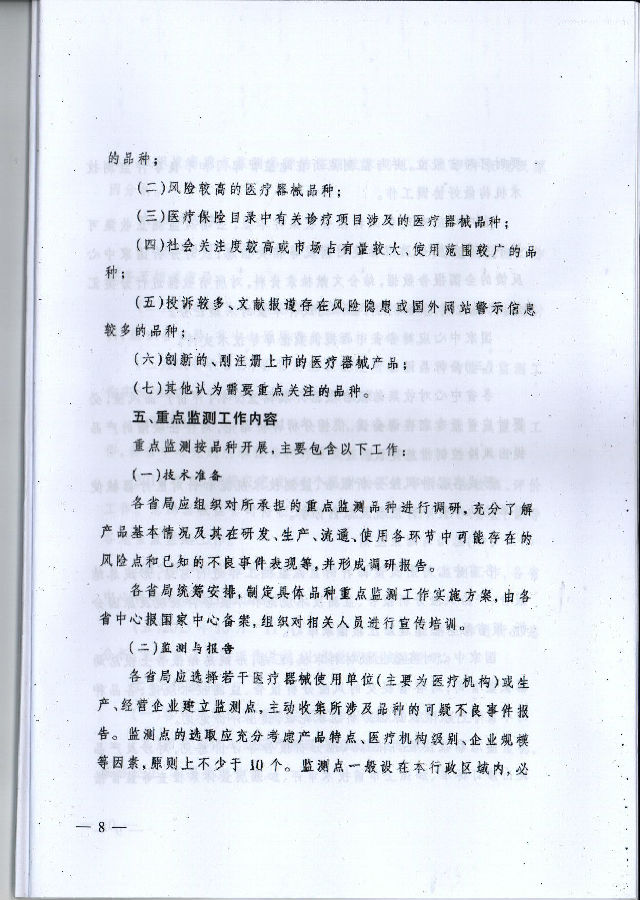 的品种；
(二)风险较高的医疗器械品种；
(三)医疗保险目录中有关诊疗项目涉及的医疗器械品种；
(四)社会关注度较高或市场占有量较大、使用范围较广的品
种；
(五)投诉较多、文献报道存在风险隐患或国外网站警示信息
较多的品种；
(六)创新的、刚注册上市的医疗器械产品；
(七)其他认为需要重点关注的品种。
五、重点监测工作内容
重点监测按品种开展，主要包含以下工作：
(一)技术准备
各省局应组织对所承担的重点监测品种进行调研，充分了解
产品基本情况及其在研发、生产、流通、使用各环节中可能存在的
风险点和已知的不良事件表现等，并形成调研报告。
各省局统筹安排，制定具体品种重点监测工作实施方案，由各
省中心报国家中心备案，组织对相关人员进行宣传培训。
(二)监测与报告
各省局应选择若干医疗器械使用单位(主要为医疗机构)或生
产、经营企业建立监测点，主动收集所涉及品种的可疑不良事件报
告。监测点的选取应充分考虑产品特点、医疗机构级别、企业规模
等因素，原则上不少于 10 个。监测点一般设在本行政区域内，必
— 8 —